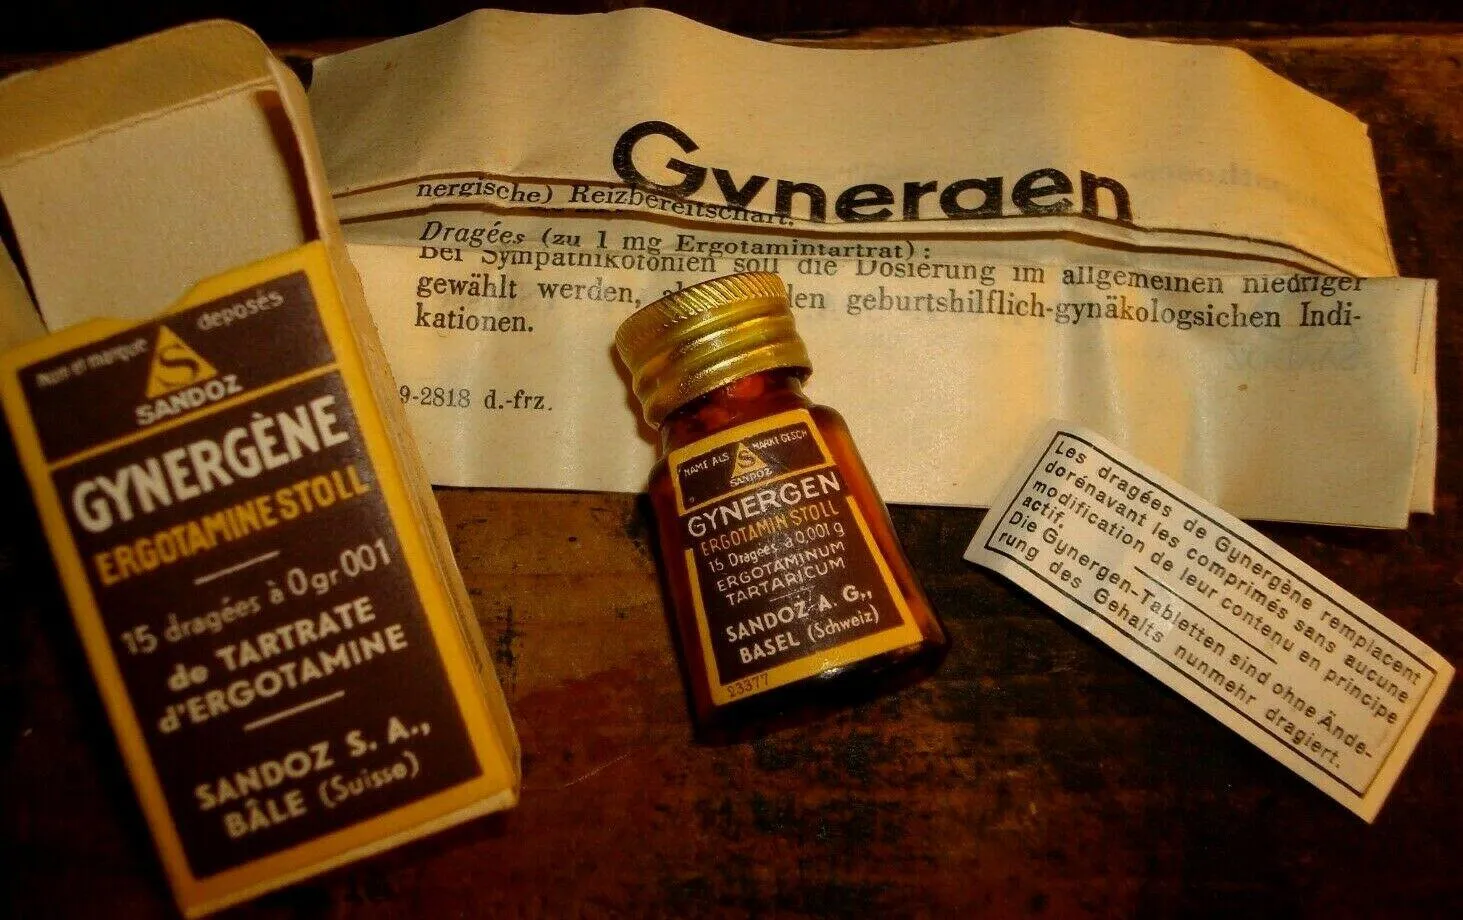 Nom et marque
deposés
S
SANDOZ
GYNERGÈNE
ERGOTAMINE STOLL
15 dragées à 0gr.001
de TARTRATE
d'ERGOTAMINE
SANDOZ S. A.,
BÂLE (Suisse)
Gynergen
nergische) Reizbereitschaft.
Dragées (zu 1 mg Ergotamintartrat) :
Bei Sympathikotonien soll die Dosierung im allgemeinen niedriger
gewählt werden, den geburtshilflich-gynäkologsichen Indi-
kationen.
9-2818 d.-frz.
NAME ALS
MARKE GESCH
S
SANDOZ
GYNERGEN
ERGOTAMIN STOLL
15 Dragées à 0,001 g
ERGOTAMINUM
TARTARICUM
SANDOZ A. G.,
BASEL (Schweiz)
23377
Les dragées de Gynergène remplacent
dorénavant les comprimés sans aucune
modification de leur contenu en principe
actif.
Die Gynergen-Tabletten sind ohne Ände-
rung des Gehalts nunmehr dragiert.